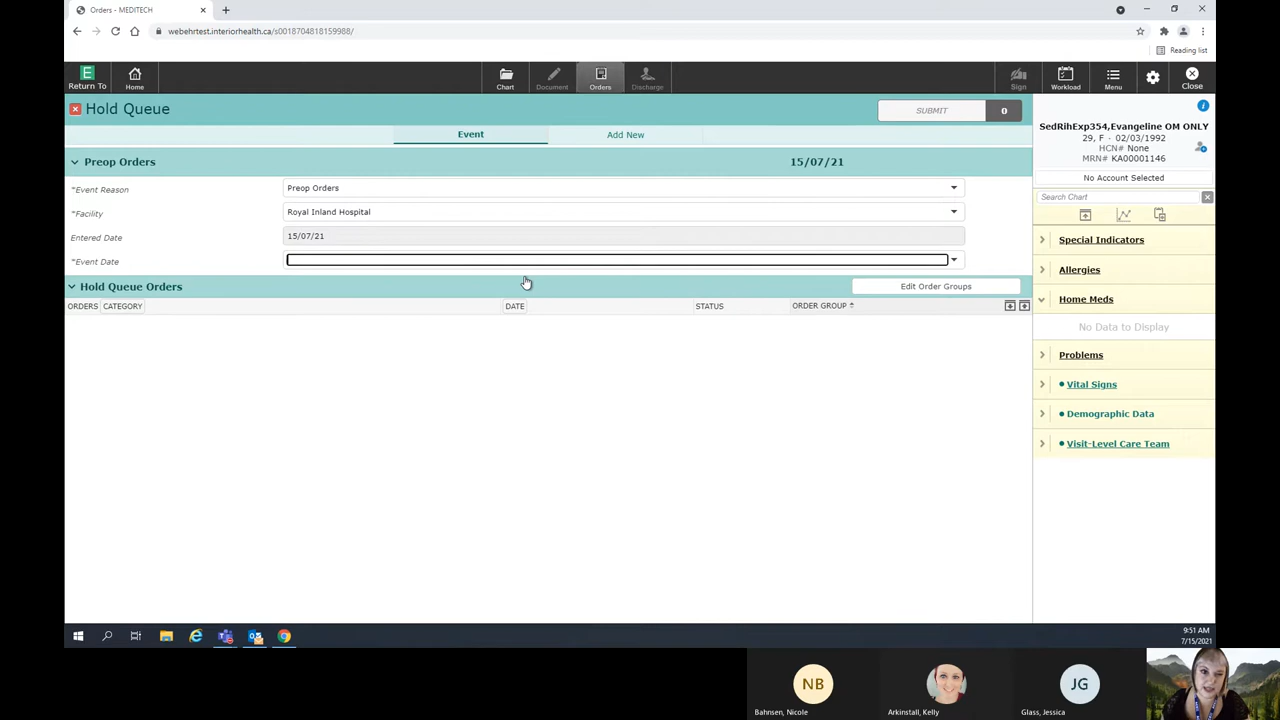 Orders - MEDITECH
webehrtest.interiorhealth.ca/s0018704818159988/
Reading list
Return To
Home
Chart
Document
Orders
Discharge
Sign
Workload
Menu
Close
Hold Queue
SUBMIT
0
Event
Add New
Preop Orders
15/07/21
*Event Reason
Preop Orders
*Facility
Royal Inland Hospital
Entered Date
15/07/21
*Event Date
Hold Queue Orders
Edit Order Groups
ORDERS
CATEGORY
DATE
STATUS
ORDER GROUP
SedRihExp354,Evangeline OM ONLY
29, F - 02/03/1992
HCN# None
MRN# KA00001146
No Account Selected
Search Chart
Special Indicators
Allergies
Home Meds
No Data to Display
Problems
Vital Signs
Demographic Data
Visit-Level Care Team
9:51 AM
7/15/2021
NB
JG
Bahnsen, Nicole
Arkinstall, Kelly
Glass, Jessica